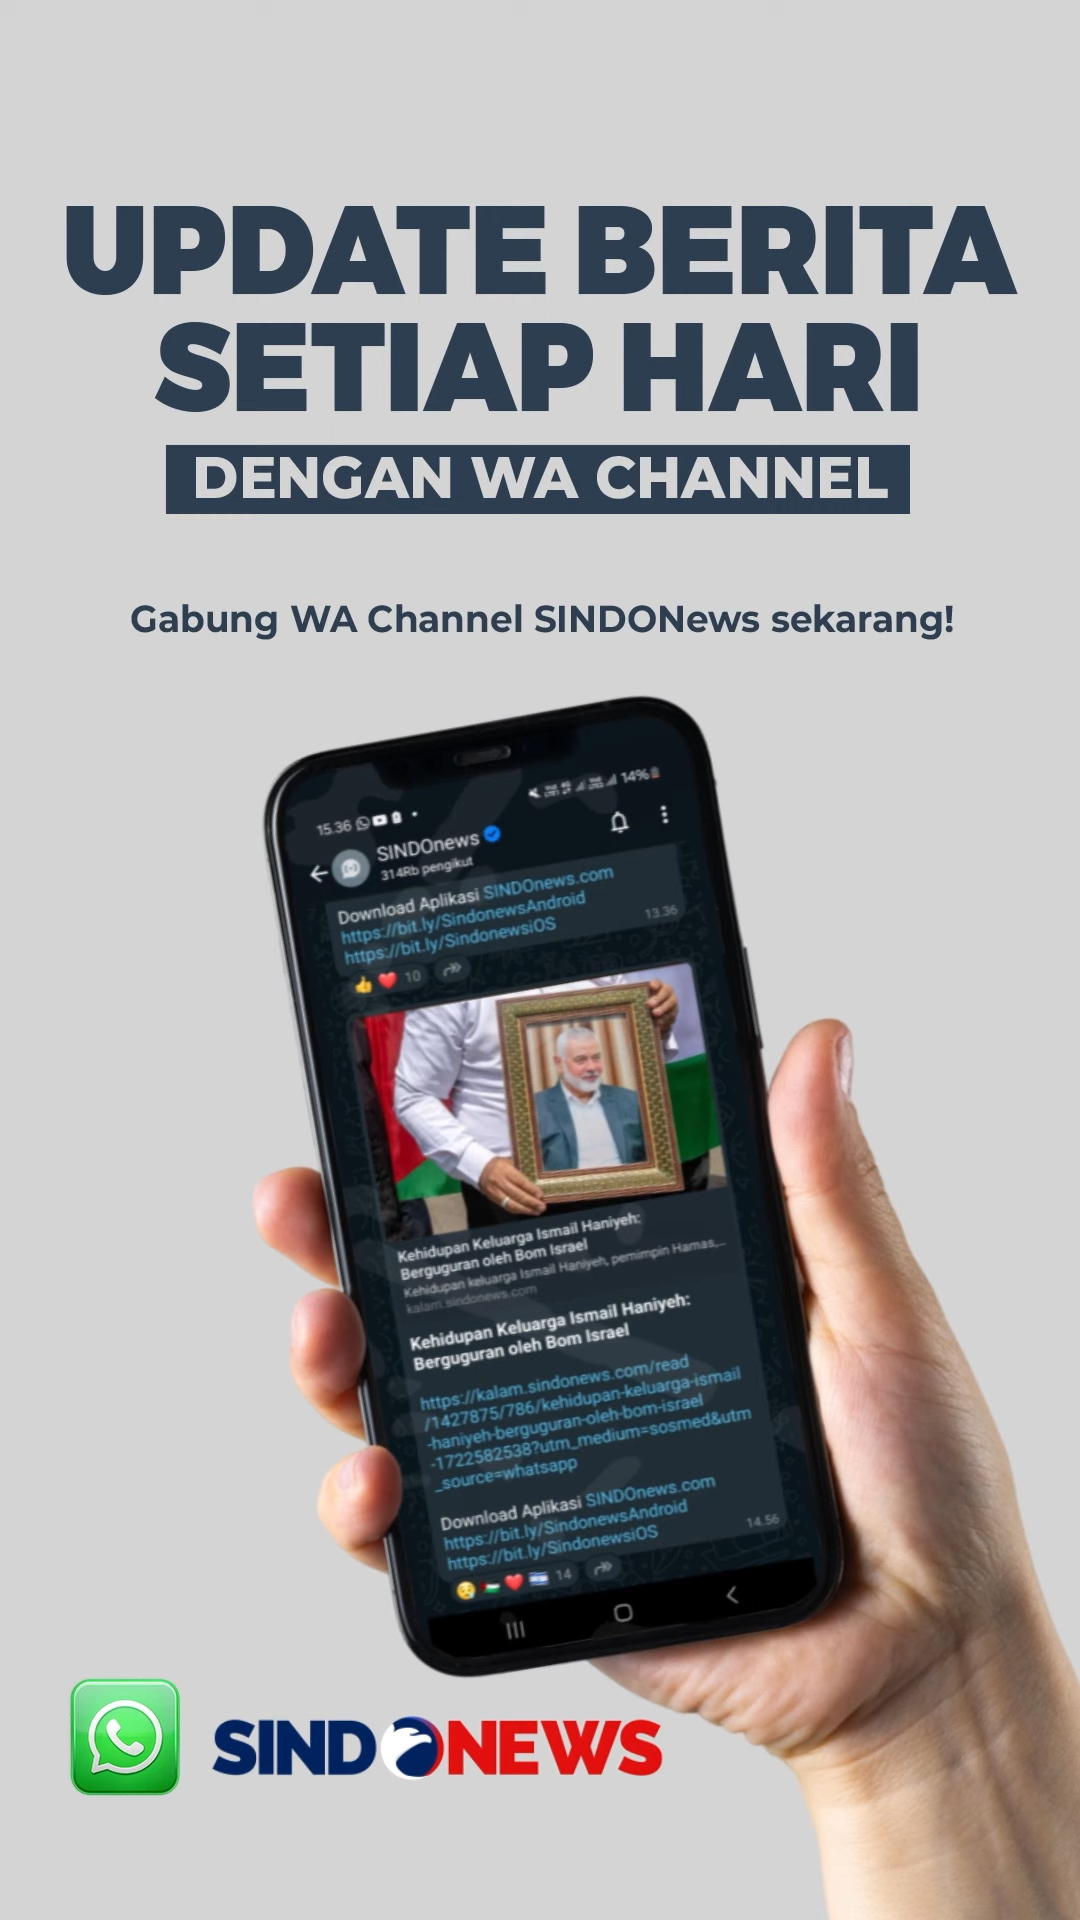 UPDATE BERITA
SETIAP HARI
DENGAN WA CHANNEL
Gabung WA Channel SINDONews sekarang!
15.36
14%
SINDOnews
314Rb pengikut
Download Aplikasi SINDOnews.com
https://bit.ly/SindonewsAndroid
https://bit.ly/SindonewsiOS
13.36
10
Kehidupan Keluarga Ismail Haniyeh:
Berguguran oleh Bom Israel
Kehidupan keluarga Ismail Haniyeh, pemimpin Hamas,...
kalam.sindonews.com
Kehidupan Keluarga Ismail Haniyeh:
Berguguran oleh Bom Israel
https://kalam.sindonews.com/read
/1427875/786/kehidupan-keluarga-ismail
-haniyeh-berguguran-oleh-bom-israel
-1722582538?utm_medium=sosmed&utm
_source=whatsapp
Download Aplikasi SINDOnews.com
https://bit.ly/SindonewsAndroid
https://bit.ly/SindonewsiOS
14.56
14
SINDONEWS